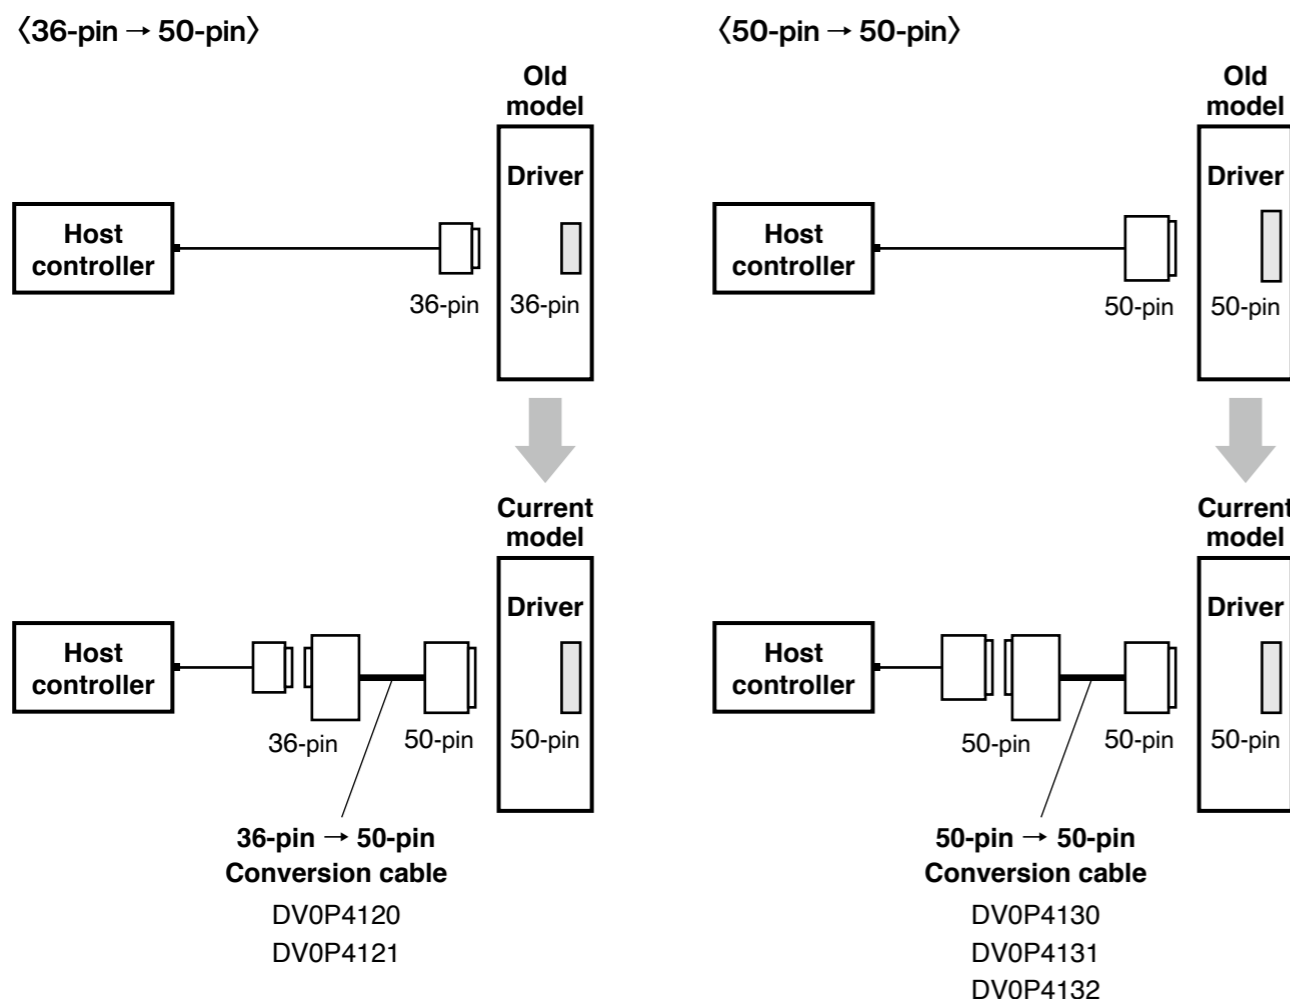 〈36-pin → 50-pin〉
Old
model
Driver
Host
controller
36-pin
36-pin
Current
model
Driver
Host
controller
36-pin
50-pin
50-pin
36-pin → 50-pin
Conversion cable
DV0P4120
DV0P4121
〈50-pin → 50-pin〉
Old
model
Driver
Host
controller
50-pin
50-pin
Current
model
Driver
Host
controller
50-pin
50-pin
50-pin
50-pin → 50-pin
Conversion cable
DV0P4130
DV0P4131
DV0P4132